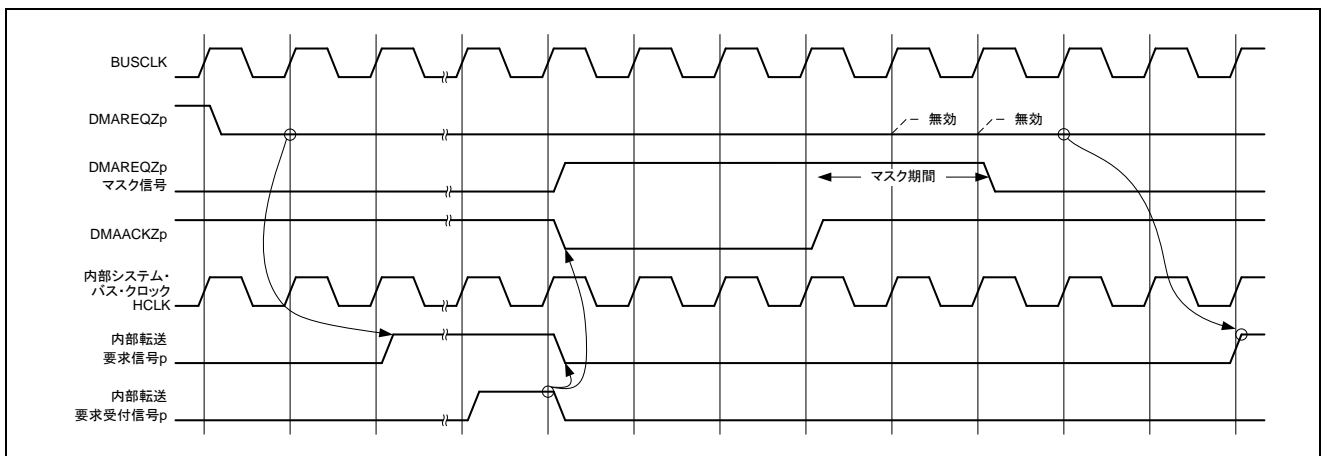 BUSCLK
DMAREQZp
無効
無効
DMAREQZp
マスク信号
マスク期間
DMAACKZp
内部システム・
バス・クロック
HCLK
内部転送
要求信号p
内部転送
要求受付信号p